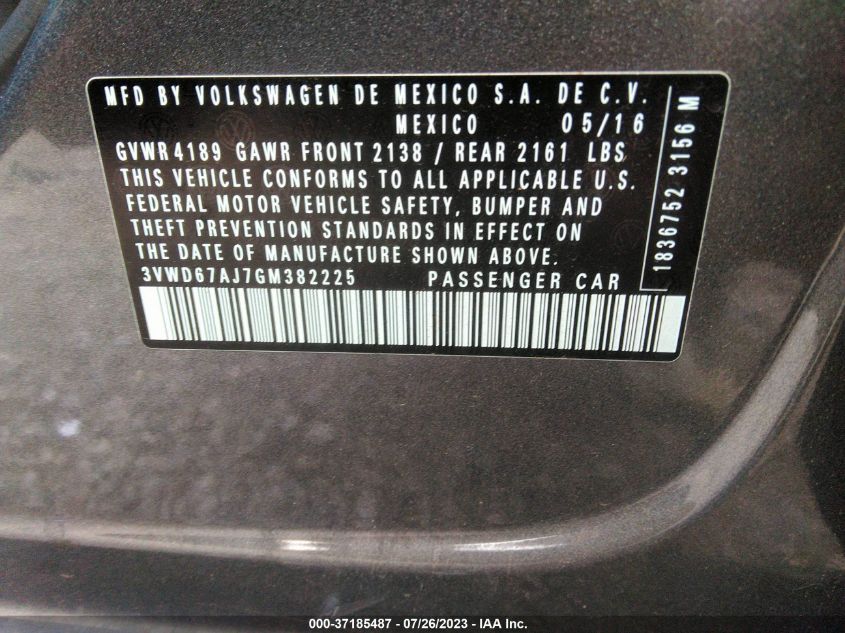 MFD BY VOLKSWAGEN DE MEXICO S.A. DE C.V.
MEXICO 05/16
GVWR 4189 GAWR FRONT 2138 / REAR 2161 LBS
THIS VEHICLE CONFORMS TO ALL APPLICABLE U.S.
FEDERAL MOTOR VEHICLE SAFETY, BUMPER AND
THEFT PREVENTION STANDARDS IN EFFECT ON
THE DATE OF MANUFACTURE SHOWN ABOVE.
3VWD67AJ7GM382225 PASSENGER CAR
1836752 3156 M
000-37185487 - 07/26/2023 - IAA Inc.